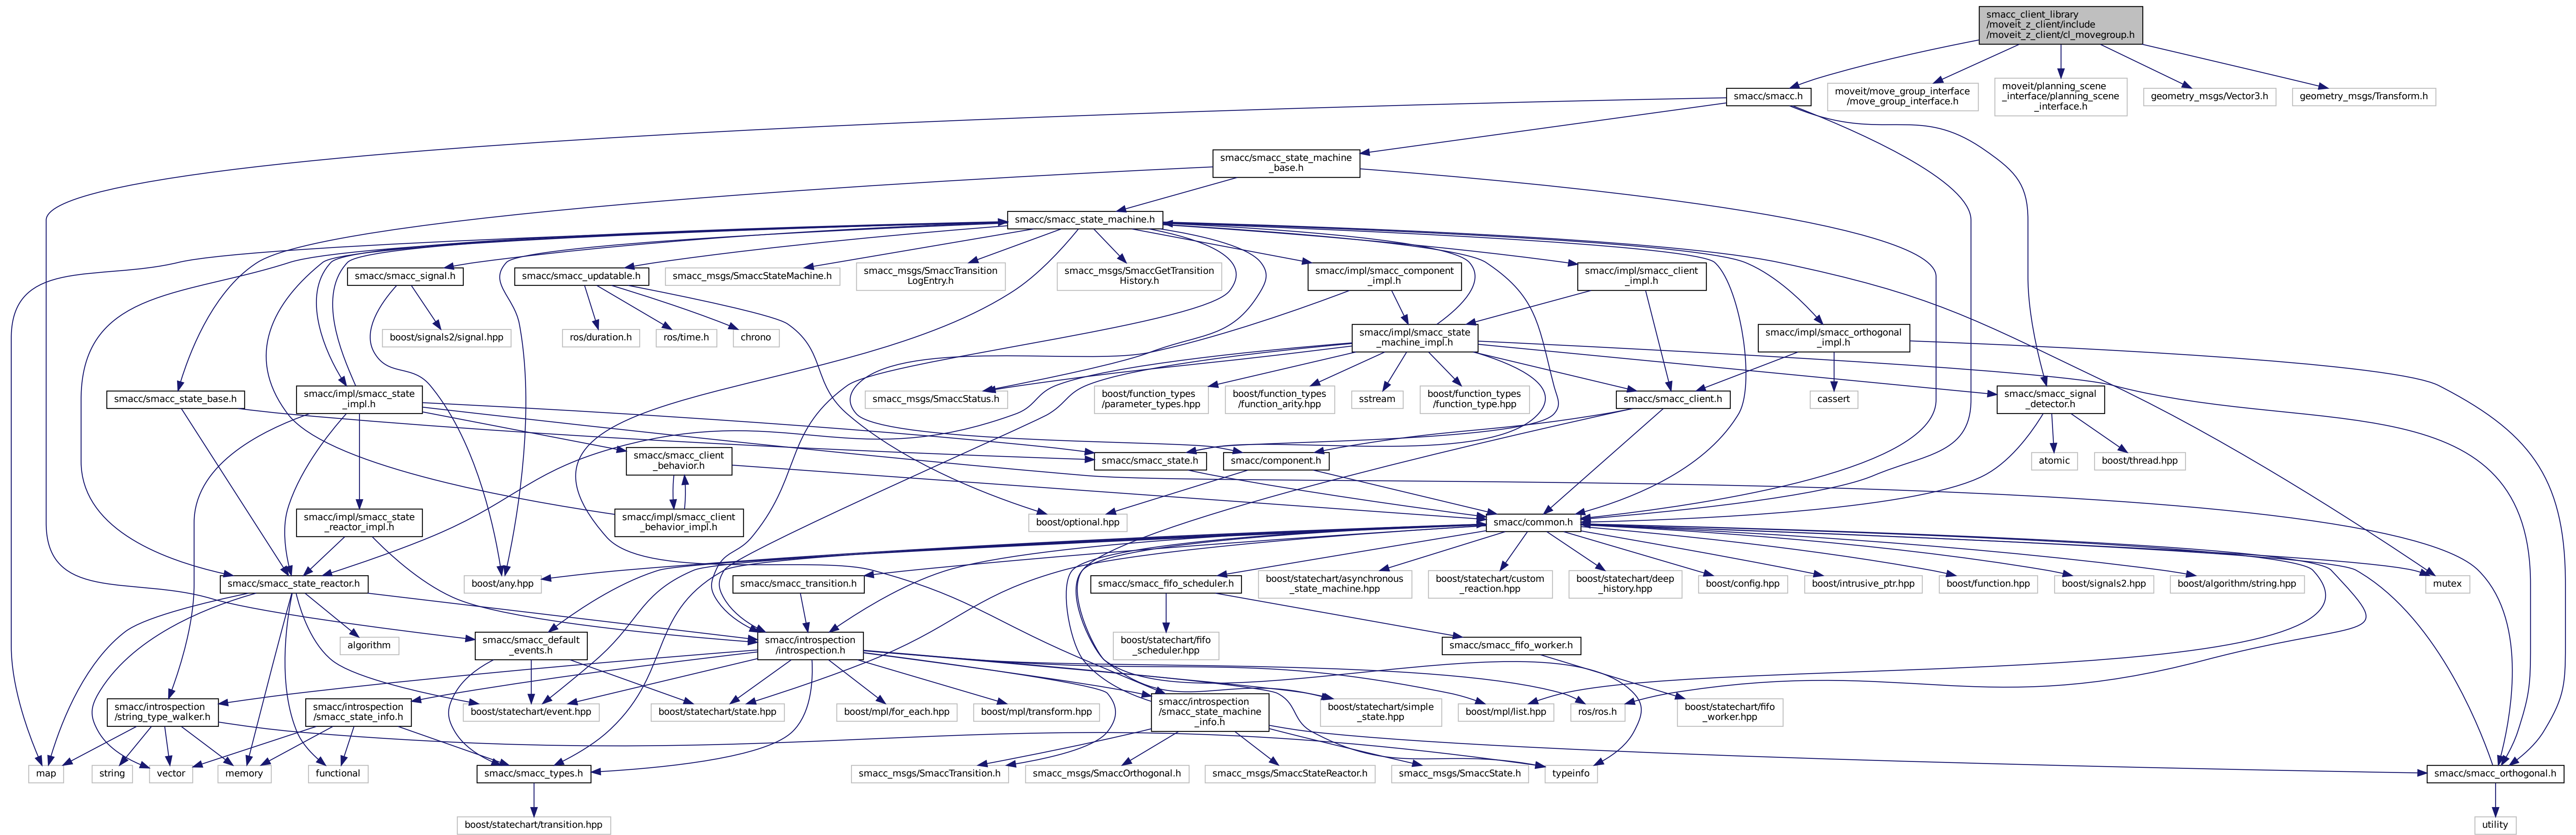 smacc_client_library
/moveit_z_client/include
/moveit_z_client/cl_movegroup.h
smacc/smacc.h
moveit/move_group_interface
/move_group_interface.h
moveit/planning_scene
_interface/planning_scene
_interface.h
geometry_msgs/Vector3.h
geometry_msgs/Transform.h
smacc/smacc_state_machine
_base.h
smacc/smacc_state_machine.h
smacc/smacc_signal.h
smacc/smacc_updatable.h
smacc_msgs/SmaccStateMachine.h
smacc_msgs/SmaccTransition
LogEntry.h
smacc_msgs/SmaccGetTransition
History.h
smacc/impl/smacc_component
_impl.h
smacc/impl/smacc_client
_impl.h
boost/signals2/signal.hpp
ros/duration.h
ros/time.h
chrono
smacc/impl/smacc_state
_machine_impl.h
smacc/impl/smacc_orthogonal
_impl.h
smacc/smacc_state_base.h
smacc/impl/smacc_state
_impl.h
smacc_msgs/SmaccStatus.h
boost/function_types
/parameter_types.hpp
boost/function_types
/function_arity.hpp
sstream
boost/function_types
/function_type.hpp
smacc/smacc_client.h
cassert
smacc/smacc_signal
_detector.h
smacc/smacc_client
_behavior.h
smacc/smacc_state.h
smacc/component.h
atomic
boost/thread.hpp
smacc/impl/smacc_state
_reactor_impl.h
smacc/impl/smacc_client
_behavior_impl.h
boost/optional.hpp
smacc/common.h
smacc/smacc_state_reactor.h
boost/any.hpp
smacc/smacc_transition.h
smacc/smacc_fifo_scheduler.h
boost/statechart/asynchronous
_state_machine.hpp
boost/statechart/custom
_reaction.hpp
boost/statechart/deep
_history.hpp
boost/config.hpp
boost/intrusive_ptr.hpp
boost/function.hpp
boost/signals2.hpp
boost/algorithm/string.hpp
mutex
algorithm
smacc/smacc_default
_events.h
smacc/introspection
/introspection.h
boost/statechart/fifo
_scheduler.hpp
smacc/smacc_fifo_worker.h
smacc/introspection
/string_type_walker.h
smacc/introspection
/smacc_state_info.h
boost/statechart/event.hpp
boost/statechart/state.hpp
boost/mpl/for_each.hpp
boost/mpl/transform.hpp
smacc/introspection
/smacc_state_machine
_info.h
boost/statechart/simple
_state.hpp
boost/mpl/list.hpp
ros/ros.h
boost/statechart/fifo
_worker.hpp
map
string
vector
memory
functional
smacc/smacc_types.h
smacc_msgs/SmaccTransition.h
smacc_msgs/SmaccOrthogonal.h
smacc_msgs/SmaccStateReactor.h
smacc_msgs/SmaccState.h
typeinfo
smacc/smacc_orthogonal.h
boost/statechart/transition.hpp
utility